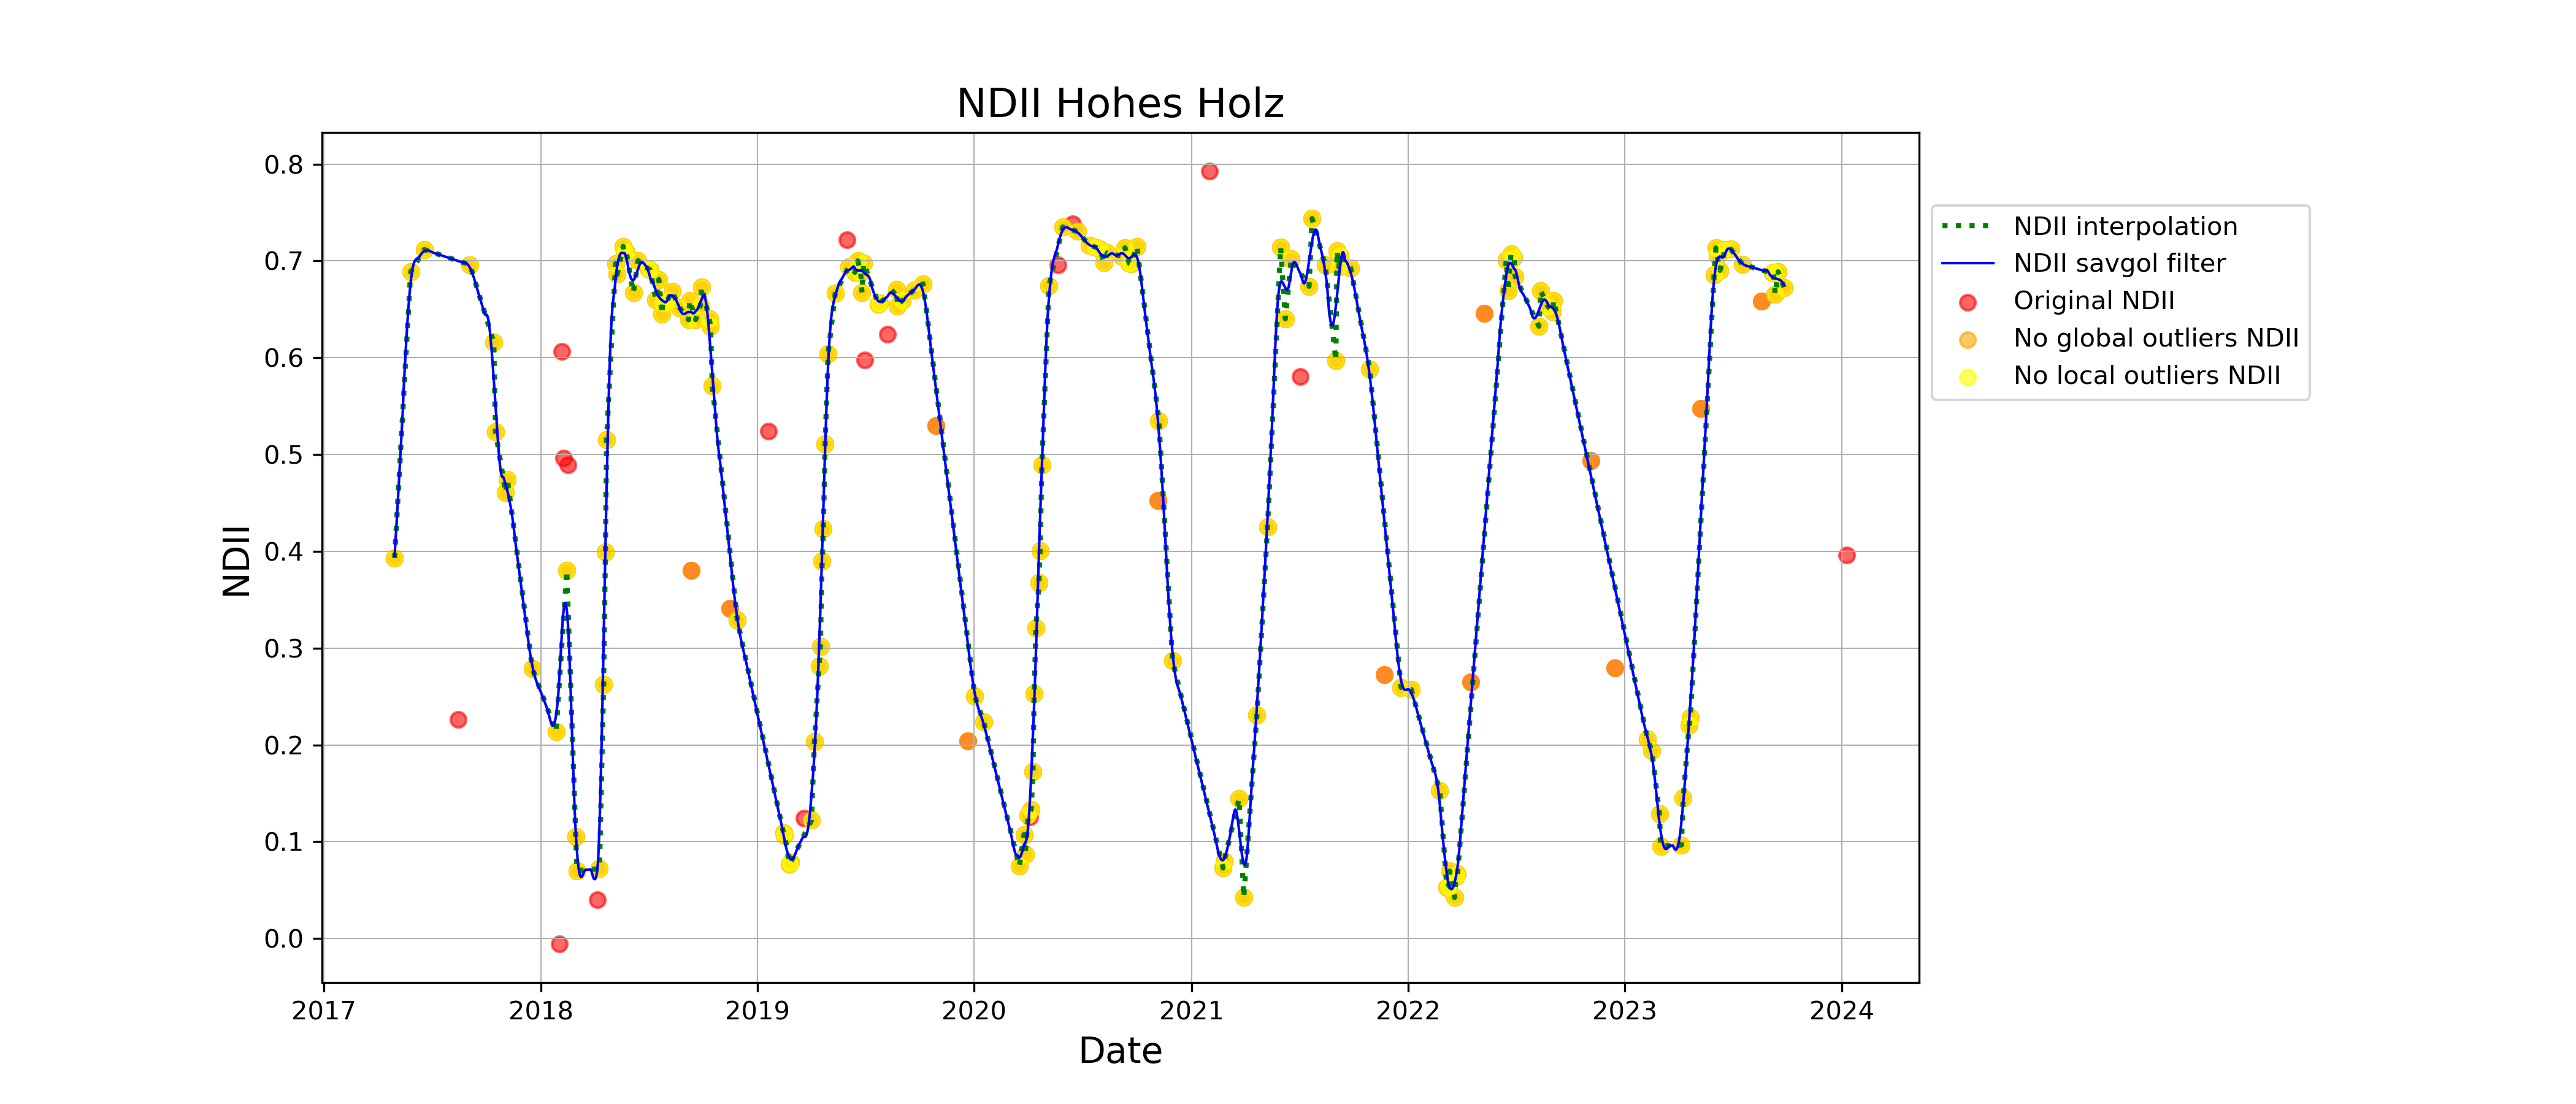 NDII Hohes Holz
0.8
0.7
0.6
0.5
0.4
0.3
0.2
0.1
0.0
NDII
2017 2018 2019 2020 2021 2022 2023 2024
Date
NDII interpolation
NDII savgol filter
Original NDII
No global outliers NDII
No local outliers NDII